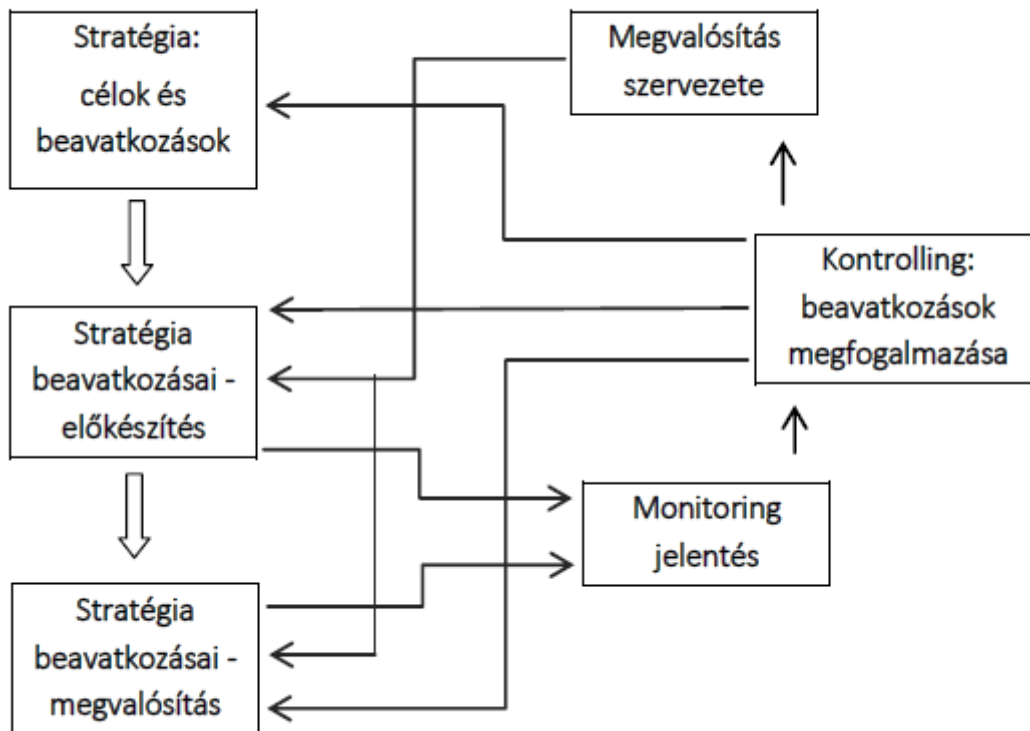 Stratégia:
célok és
beavatkozások
Megvalósítás
szervezete
Kontrolling:
beavatkozások
megfogalmazása
Stratégia
beavatkozásai -
előkészítés
Monitoring
jelentés
Stratégia
beavatkozásai -
megvalósítás